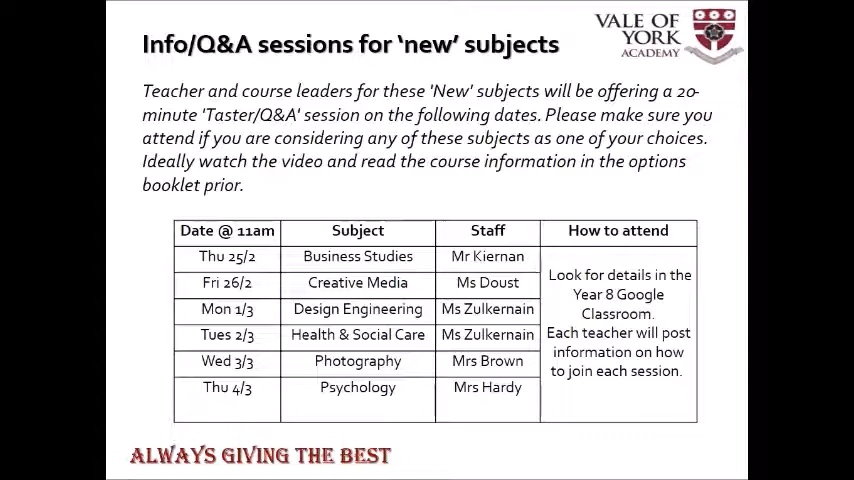 Info/Q&A sessions for 'new' subjects
VALE OF
YORK
ACADEMY
Teacher and course leaders for these 'New' subjects will be offering a 20-
minute 'Taster/Q&A' session on the following dates. Please make sure you
attend if you are considering any of these subjects as one of your choices.
Ideally watch the video and read the course information in the options
booklet prior.
Date @ 11am Subject Staff How to attend
Thu 25/2 Business Studies Mr Kiernan
Fri 26/2 Creative Media Ms Doust
Mon 1/3 Design Engineering Ms Zulkernain
Tues 2/3 Health & Social Care Ms Zulkernain
Wed 3/3 Photography Mrs Brown
Thu 4/3 Psychology Mrs Hardy
Look for details in the
Year 8 Google
Classroom.
Each teacher will post
information on how
to join each session.
ALWAYS GIVING THE BEST